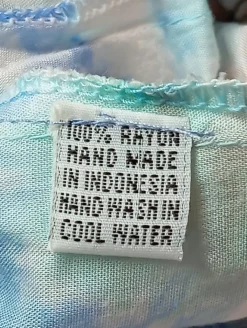 100% RAYON
HAND MADE
IN INDONESIA
HAND WASH IN
COOL WATER